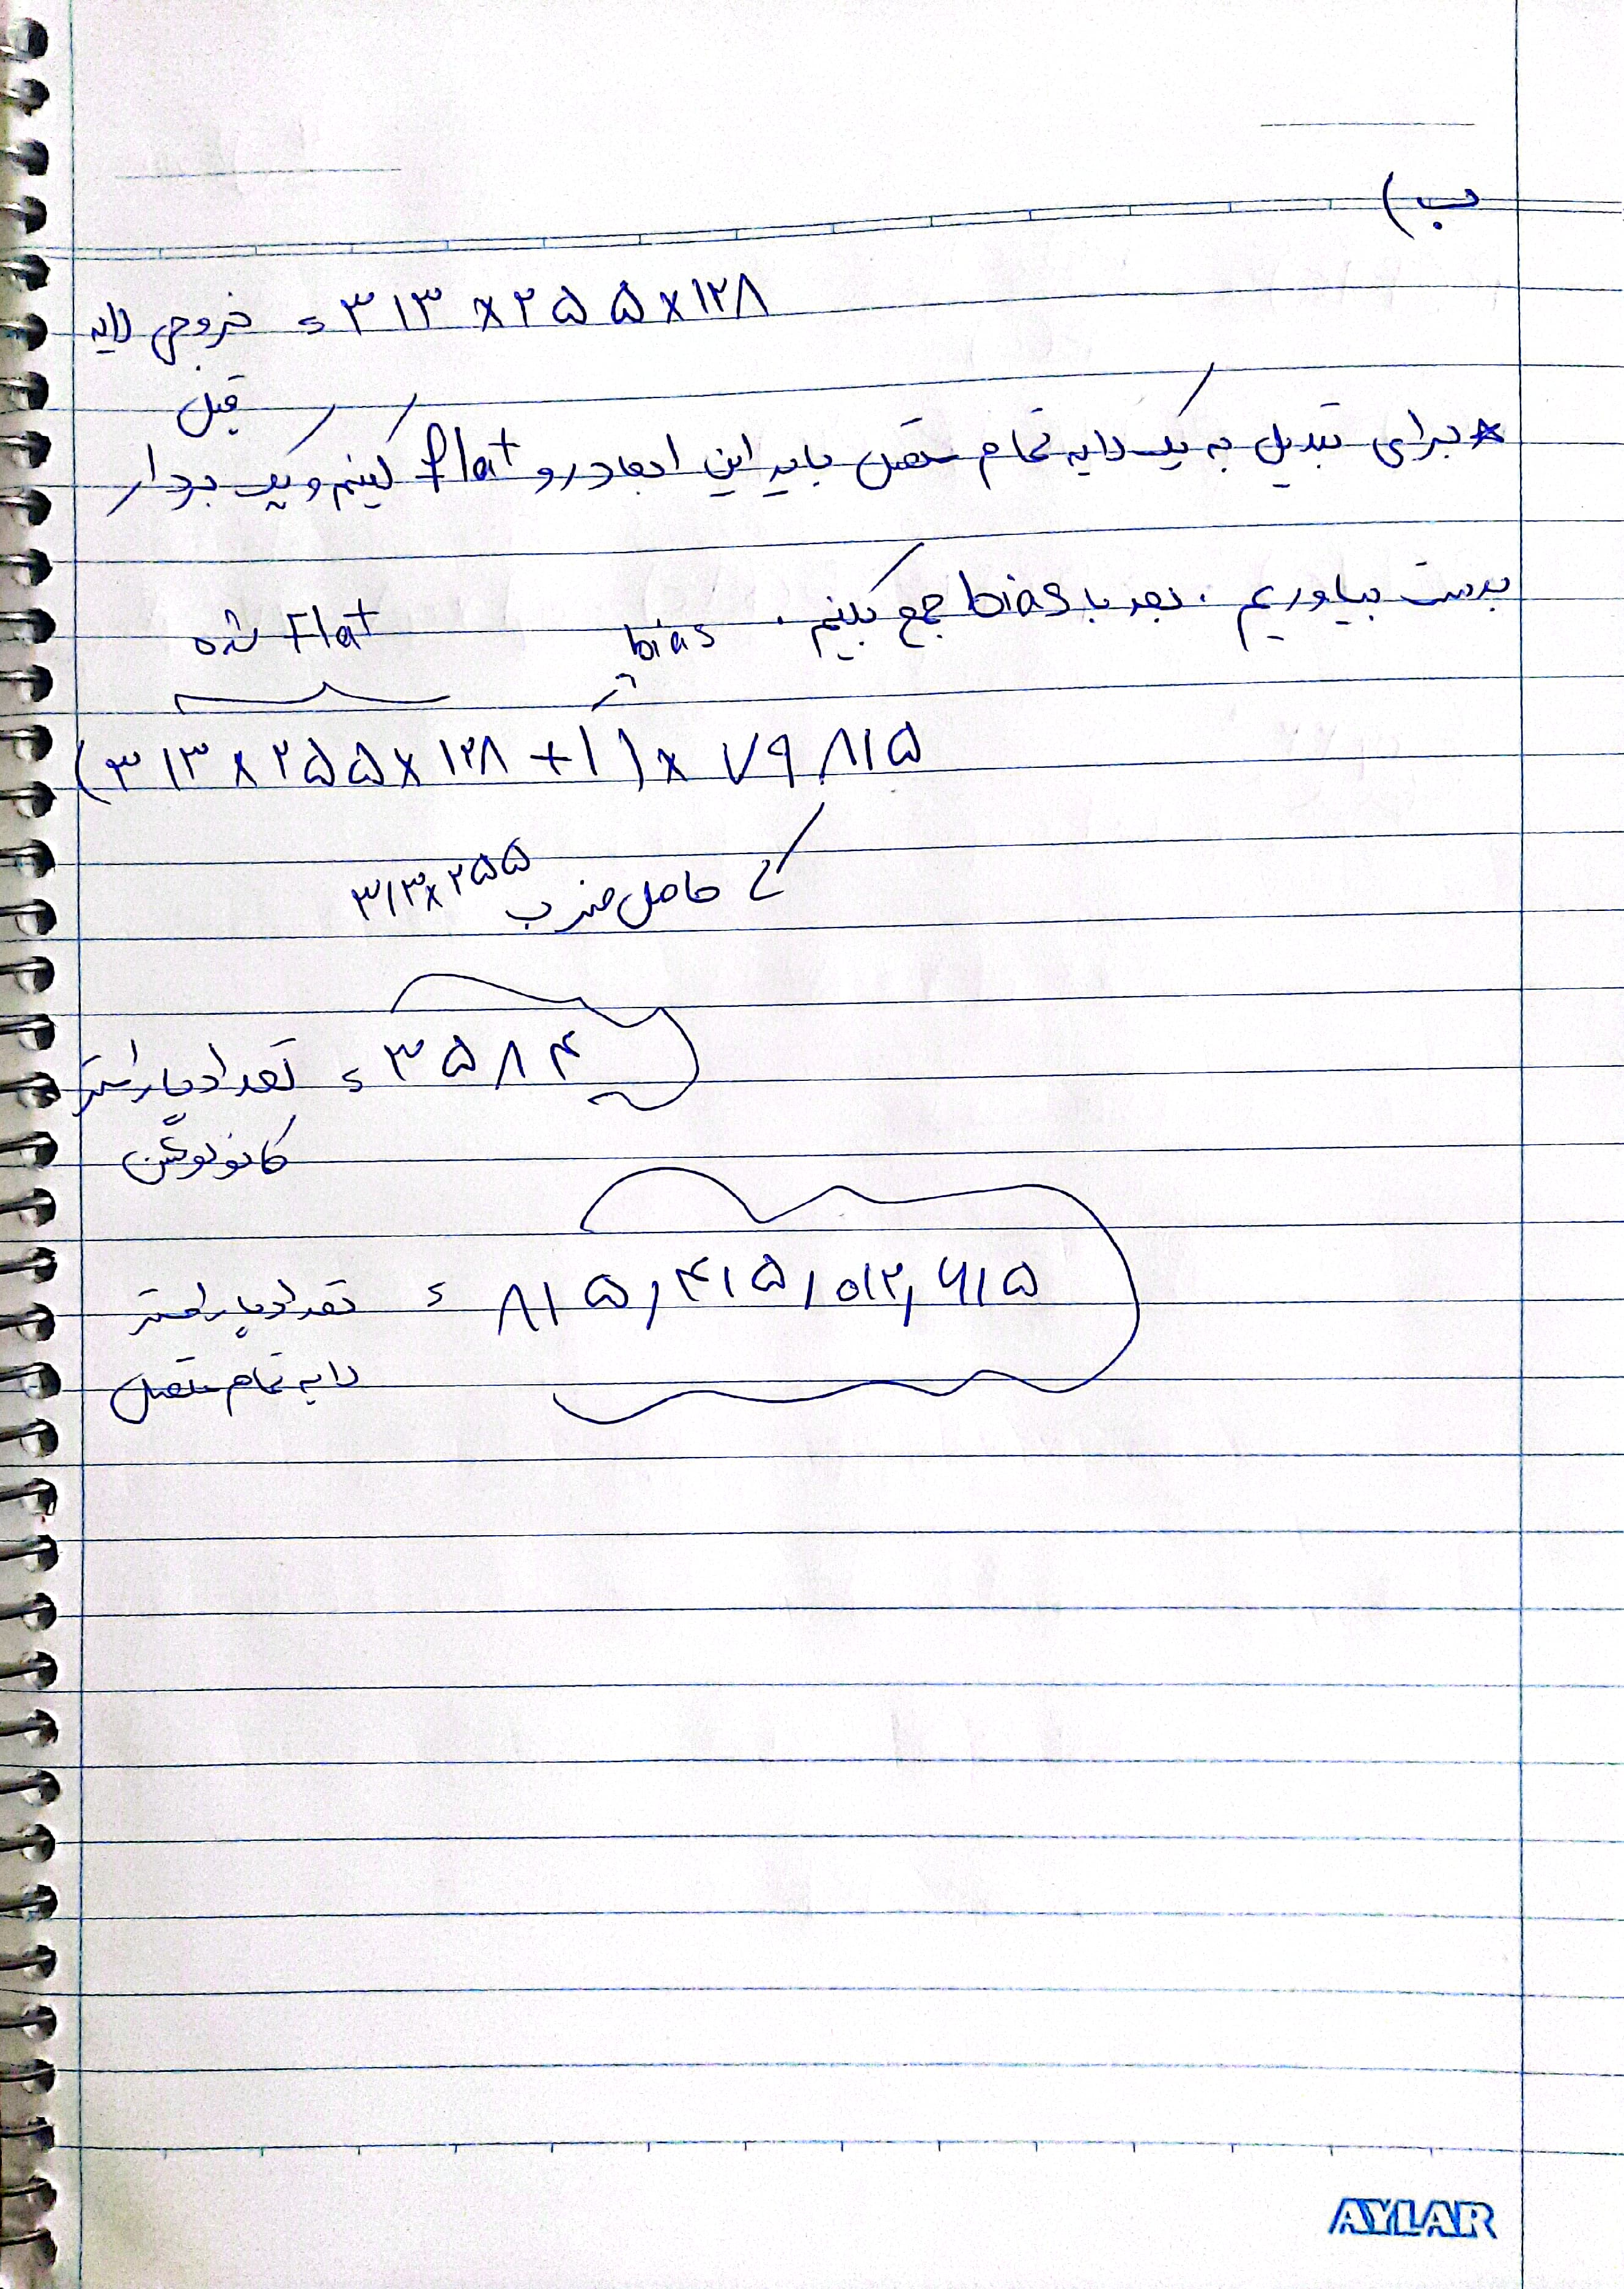 ب)
خروجی لایه قبل = ۳۱۳ × ۲۵۵ × ۱۲۸
* برای تبدیل به یک لایه تمام متصل باید این ابعاد رو flat کنیم و یک بردار
بدست بیاوریم . بعد با bias جمع کنیم .
Flat شده
bias
(۳۱۳ × ۲۵۵ × ۱۲۸ + ۱) × ۷۹۸۱۵
حاصل ضرب ۳۱۳ × ۲۵۵
تعداد پارامتر کانولوشن = ۳۵۸۴
تعداد پارامتر لایه تمام متصل = ۸۱۵,۴۱۵,۰۱۲,۶۱۵
AYLAR